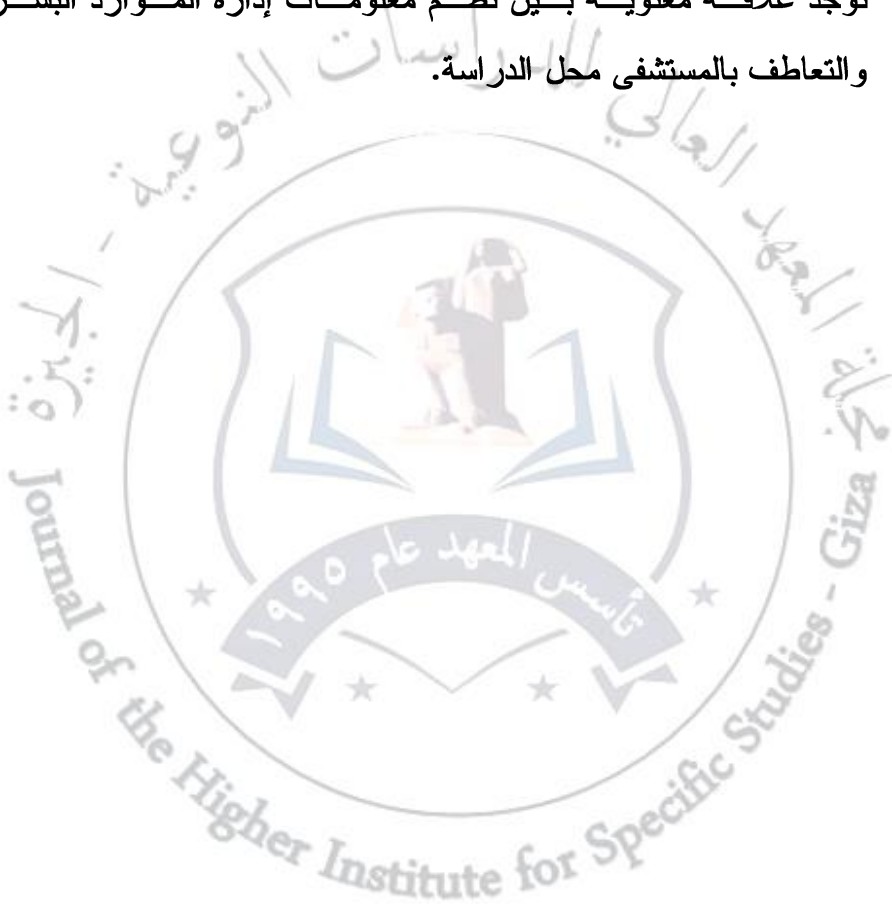 توجد علاقة معنوية بين نظم معلومات إدارة الموارد
والتعاطف بالمستشفى محل الدراسة.
مجلة المعهد العالي للدراسات النوعية - الجيزة
تأسس المعهد عام ١٩٩٥
Journal of the Higher Institute for Specific Studies - Giza